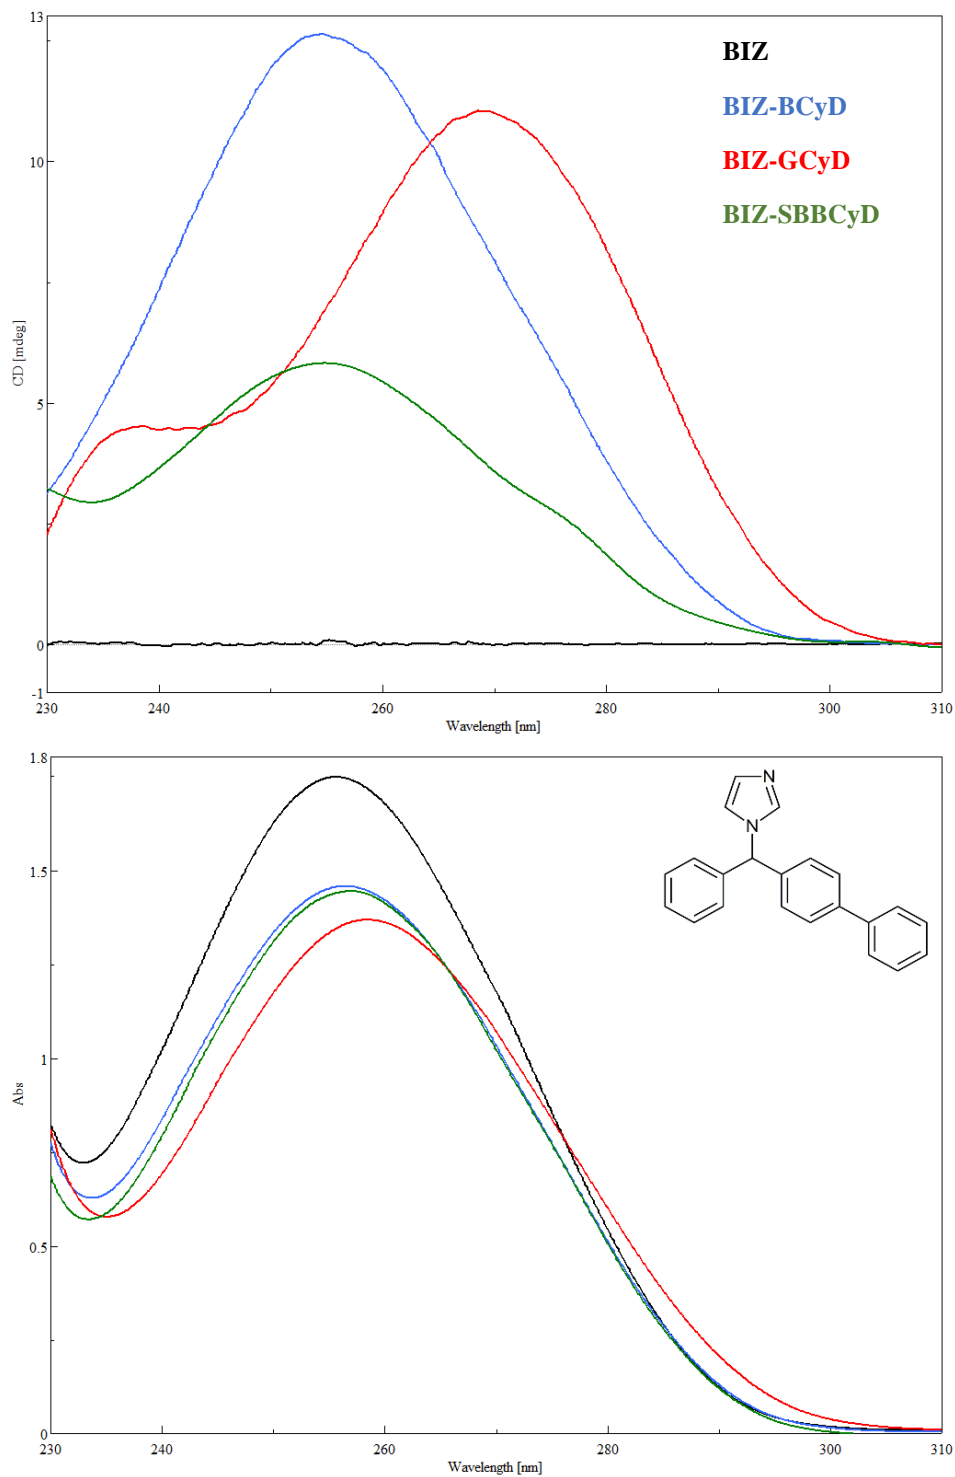 13
BIZ
BIZ-BCyD
10
BIZ-GCyD
BIZ-SBBCyD
CD [mdeg]
5
0
-1
230 240 260 280 300 310
Wavelength [nm]
1.8
N
N
1.5
1
Abs
0.5
0
230 240 260 280 300 310
Wavelength [nm]